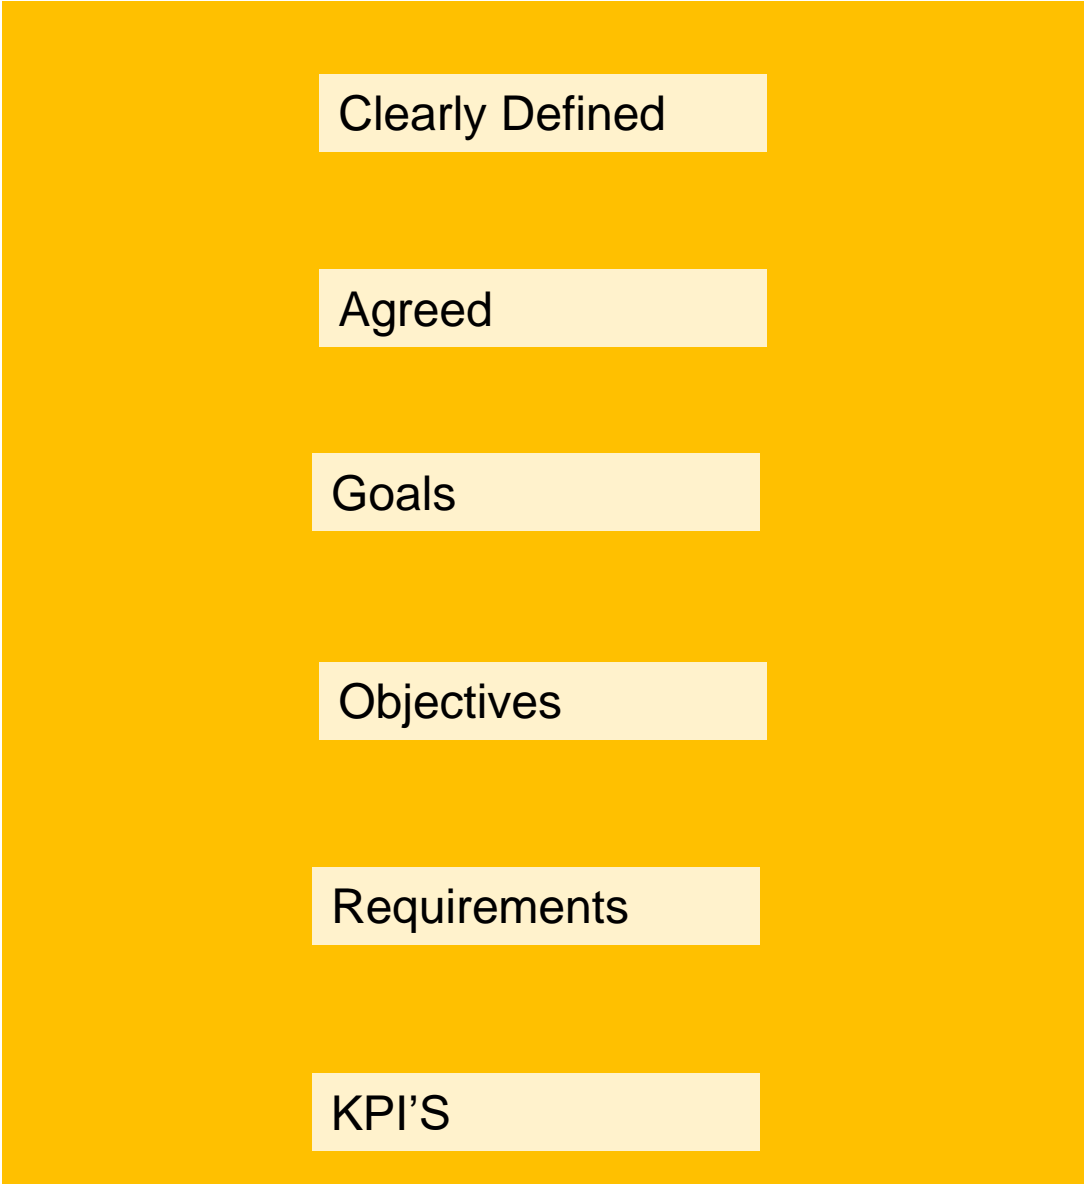 Clearly Defined
Agreed
Goals
Objectives
Requirements
KPI’S